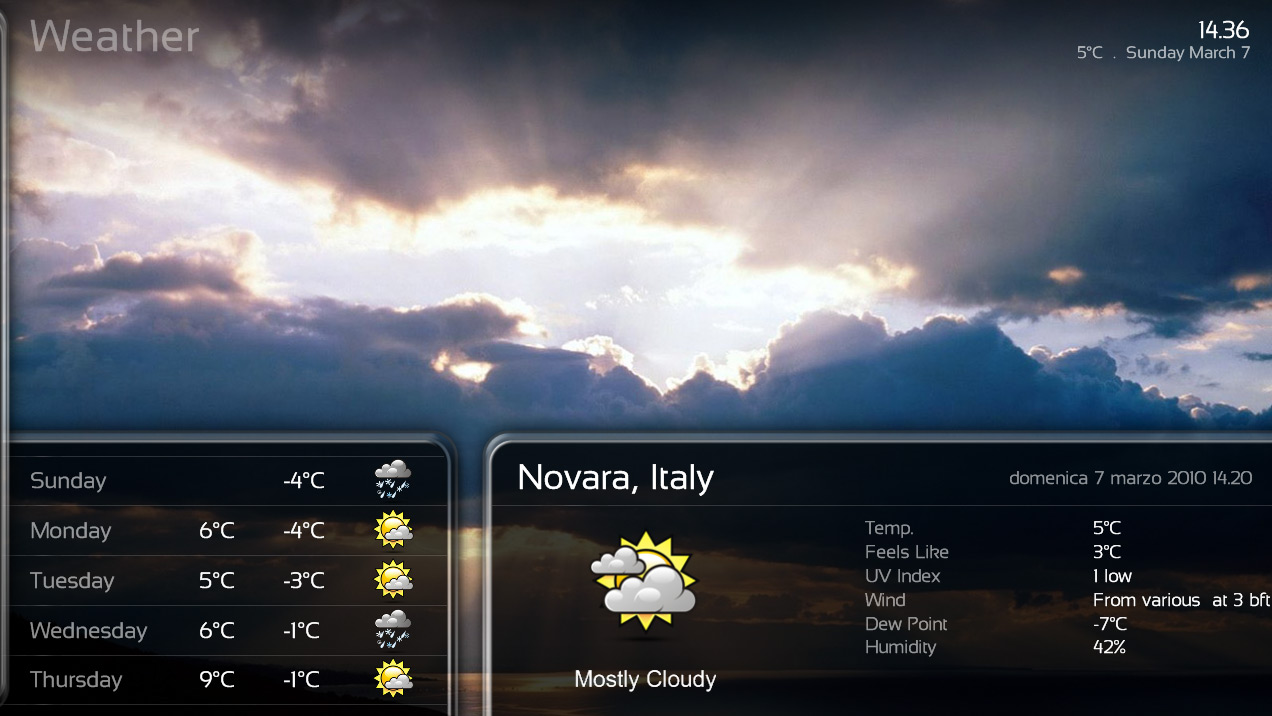 Weather
14.36
5°C . Sunday March 7
Sunday -4°C
Monday 6°C -4°C
Tuesday 5°C -3°C
Wednesday 6°C -1°C
Thursday 9°C -1°C
Novara, Italy
domenica 7 marzo 2010 14.20
Mostly Cloudy
Temp. 5°C
Feels Like 3°C
UV Index 1 low
Wind From various at 3 bft
Dew Point -7°C
Humidity 42%